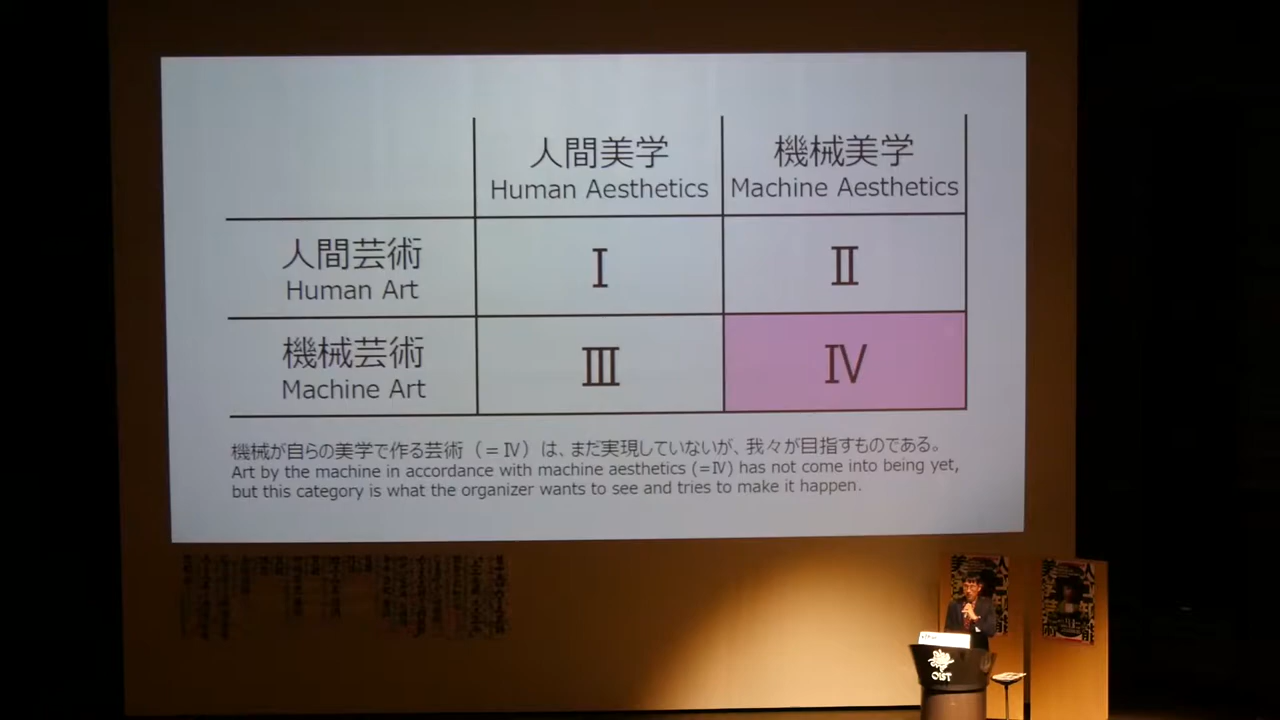 人間美学
Human Aesthetics
機械美学
Machine Aesthetics
人間芸術
Human Art
Ⅰ
Ⅱ
機械芸術
Machine Art
Ⅲ
Ⅳ
機械が自らの美学で作る芸術（＝Ⅳ）は、まだ実現していないが、我々が目指すものである。
Art by the machine in accordance with machine aesthetics (=Ⅳ) has not come into being yet,
but this category is what the organizer wants to see and tries to make it happen.
OIST